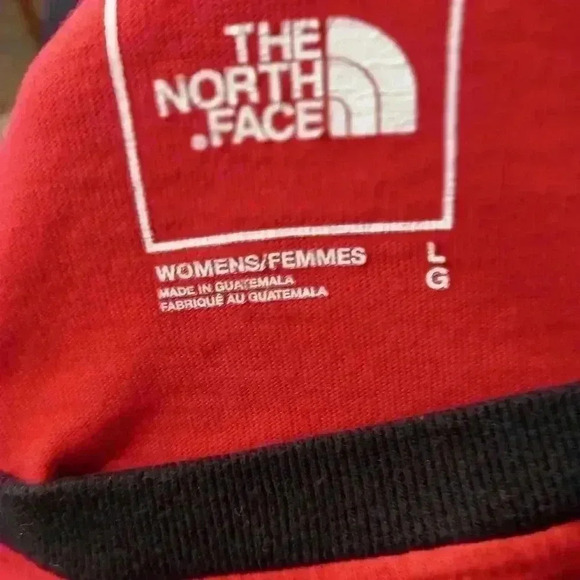 THE
NORTH
FACE
WOMENS/FEMMES
MADE IN GUATEMALA
FABRIQUÉ AU GUATEMALA
L
G